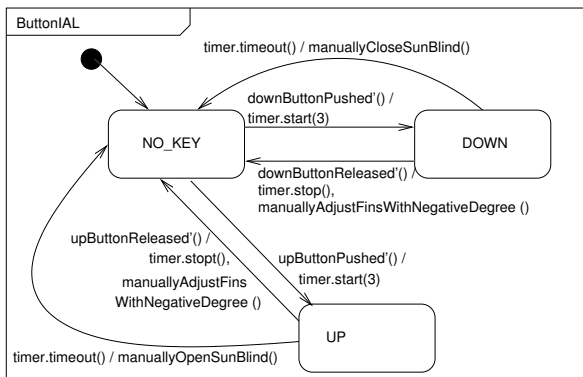 ButtonIAL
timer.timeout() / manuallyCloseSunBlind()
downButtonPushed'() /
timer.start(3)
NO_KEY
DOWN
downButtonReleased'() /
timer.stop(),
manuallyAdjustFinsWithNegativeDegree ()
upButtonReleased'() /
timer.stopt(),
manuallyAdjustFins
WithNegativeDegree ()
upButtonPushed'() /
timer.start(3)
UP
timer.timeout() / manuallyOpenSunBlind()